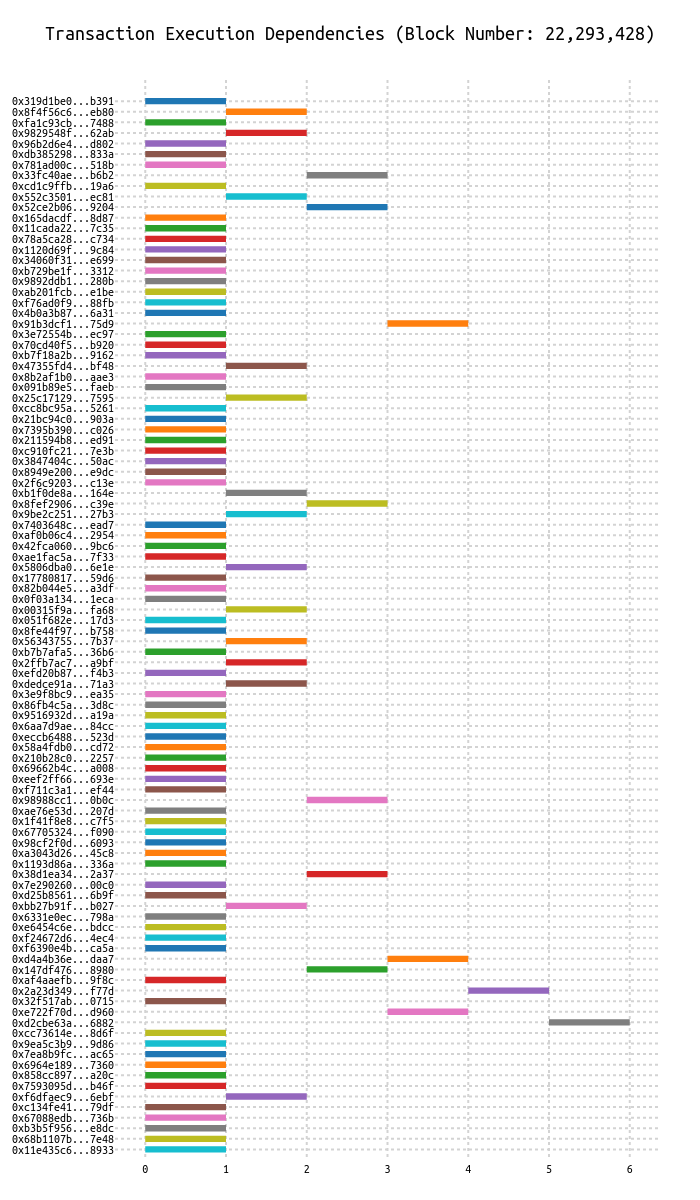 Transaction Execution Dependencies (Block Number: 22,293,428)
0x319d1be0...b391
0x8f4f56c6...eb80
0xfa1c93cb...7488
0x9829548f...62ab
0x96b2d6e4...d802
0xdb385298...833a
0x781ad00c...518b
0x33fc40ae...b6b2
0xcd1c9ffb...19a6
0x552c3501...ec81
0x52ce2b06...9204
0x165dacdf...8d87
0x11cada22...7c35
0x78a5ca28...c734
0x1120d69f...9c84
0x34060f31...e699
0xb729be1f...3312
0x9892ddb1...280b
0xab201fcb...e1be
0xf76ad0f9...88fb
0x4b0a3b87...6a31
0x91b3dcf1...75d9
0x3e72554b...ec97
0x70cd40f5...b920
0xb7f18a2b...9162
0x47355fd4...bf48
0x8b2af1b0...aae3
0x091b89e5...faeb
0x25c17129...7595
0xcc8bc95a...5261
0x21bc94c0...903a
0x7395b390...c026
0x211594b8...ed91
0xc910fc21...7e3b
0x3847404c...50ac
0x8949e200...e9dc
0x2f6c9203...c13e
0xb1f0de8a...164e
0x8fef2906...c39e
0x9be2c251...27b3
0x7403648c...ead7
0xaf0b06c4...2954
0x42fca060...9bc6
0xae1fac5a...7f33
0x5806dba0...6e1e
0x17780817...59d6
0x82b044e5...a3df
0x0f03a134...1eca
0x00315f9a...fa68
0x051f682e...17d3
0x8fe44f97...b758
0x56343755...7b37
0xb7b7afa5...36b6
0x2ffb7ac7...a9bf
0xefd20b87...f4b3
0xdedce91a...71a3
0x3e9f8bc9...ea35
0x86fb4c5a...3d8c
0x9516932d...a19a
0x6aa7d9ae...84cc
0xeccb6488...523d
0x58a4fdb0...cd72
0x210b28c0...2257
0x69662b4c...a008
0xeef2ff66...693e
0xf711c3a1...ef44
0x98988cc1...0b0c
0xae76e53d...207d
0x1f41f8e8...c7f5
0x67705324...f090
0x98cf2f0d...6093
0xa3043d26...45c8
0x1193d86a...336a
0x38d1ea34...2a37
0x7e290260...00c0
0xd25b8561...6b9f
0xbb27b91f...b027
0x6331e0ec...798a
0xe6454c6e...bdcc
0xf24672d6...4ec4
0xf6390e4b...ca5a
0xd4a4b36e...daa7
0x147df476...8980
0xaf4aaefb...9f8c
0x2a23d349...f77d
0x32f517ab...0715
0xe722f70d...d960
0xd2cbe63a...6882
0xcc73614e...8d6f
0x9ea5c3b9...9d86
0x7ea8b9fc...ac65
0x6964e189...7360
0x858cc897...a20c
0x7593095d...b46f
0xf6dfaec9...6ebf
0xc134fe41...79df
0x67088edb...736b
0xb3b5f956...e8dc
0x68b1107b...7e48
0x11e435c6...8933
0 1 2 3 4 5 6